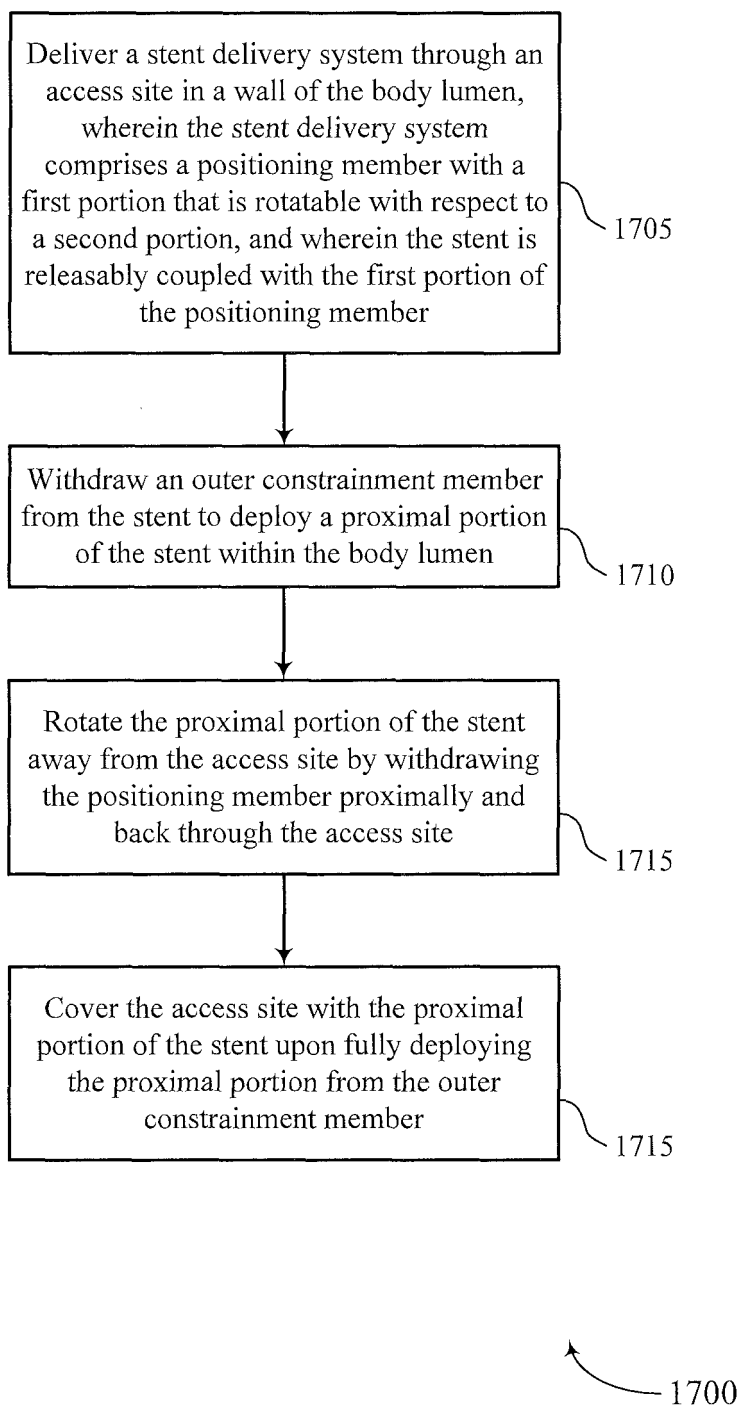 Deliver a stent delivery system through an
access site in a wall of the body lumen,
wherein the stent delivery system
comprises a positioning member with a
first portion that is rotatable with respect to
a second portion, and wherein the stent is
releasably coupled with the first portion of
the positioning member
1705
Withdraw an outer constrainment member
from the stent to deploy a proximal portion
of the stent within the body lumen
1710
Rotate the proximal portion of the stent
away from the access site by withdrawing
the positioning member proximally and
back through the access site
1715
Cover the access site with the proximal
portion of the stent upon fully deploying
the proximal portion from the outer
constrainment member
1715
1700